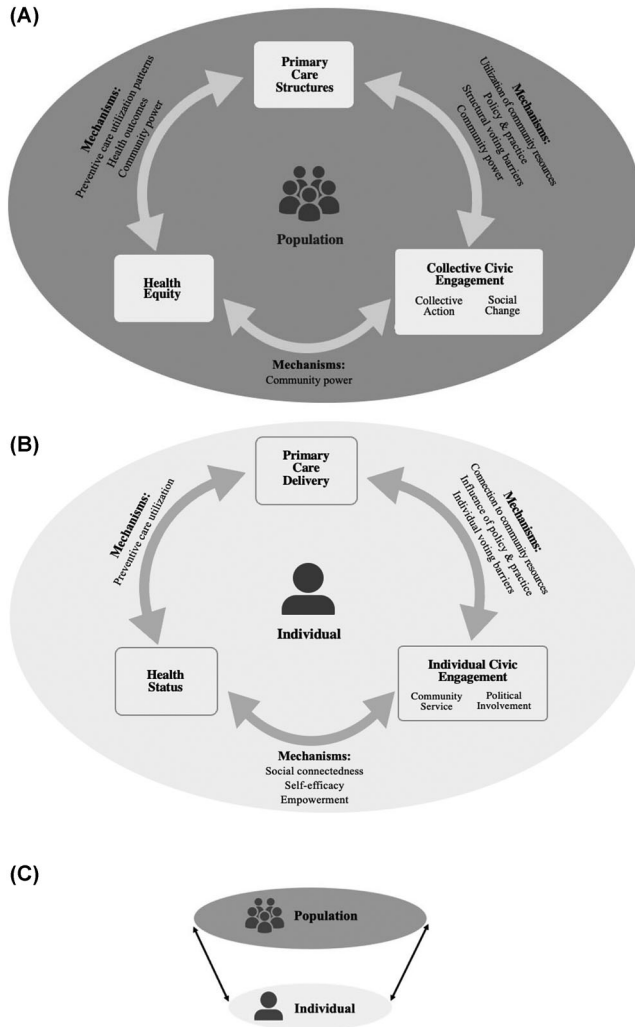 (A)
Primary
Care
Structures
Mechanisms:
Preventive care utilization patterns
Health outcomes
Community power
Mechanisms:
Utilization of community resources
Policy & practice
Structural voting barriers
Community power
Population
Health
Equity
Collective Civic
Engagement
Collective
Action
Social
Change
Mechanisms:
Community power
(B)
Primary
Care
Delivery
Mechanisms:
Preventive care utilization
Mechanisms:
Connection to community resources
Influence of policy & practice
Individual voting barriers
Individual
Health
Status
Individual Civic
Engagement
Community
Service
Political
Involvement
Mechanisms:
Social connectedness
Self-efficacy
Empowerment
(C)
Population
Individual